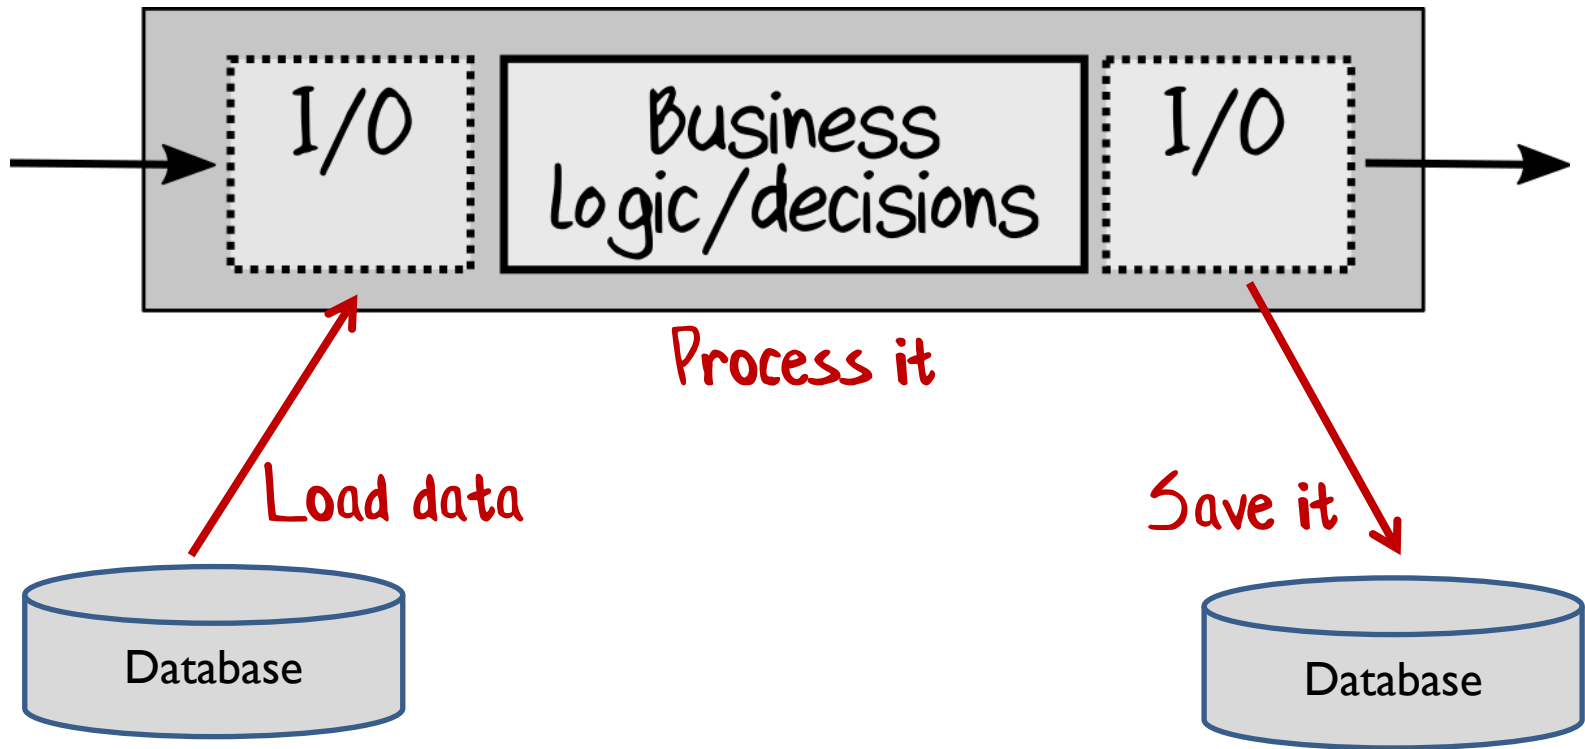 I/O
Business
Logic/decisions
I/O
Process it
Load data
Save it
Database
Database